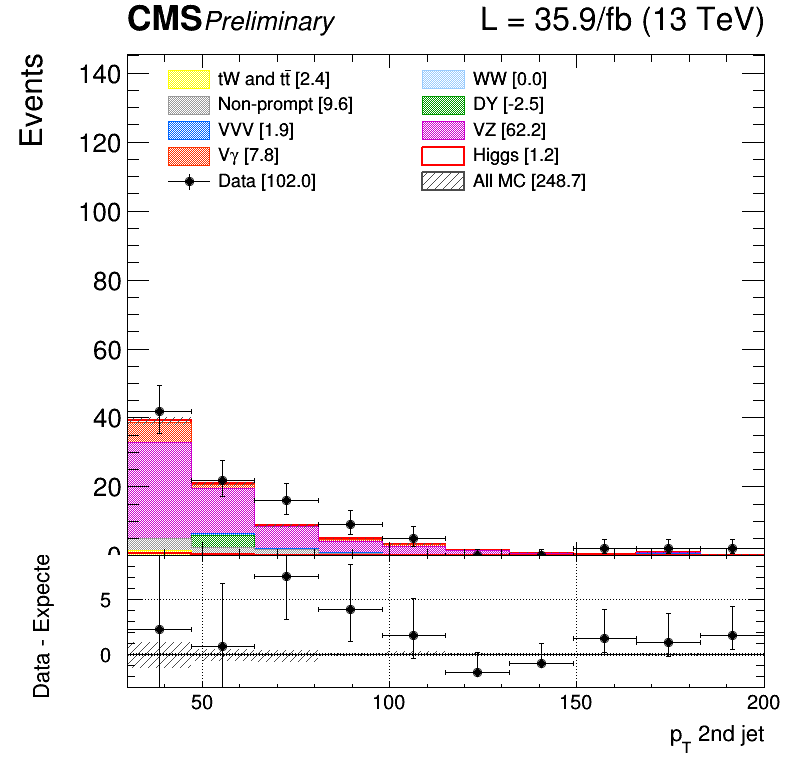 CMS Preliminary L = 35.9/fb (13 TeV)
Events
140
120
100
80
60
40
20
0
tW and tt̄ [2.4]
Non-prompt [9.6]
VVV [1.9]
Vγ [7.8]
Data [102.0]
WW [0.0]
DY [-2.5]
VZ [62.2]
Higgs [1.2]
All MC [248.7]
Data - Expecte
5
0
50 100 150 200
p_T 2nd jet